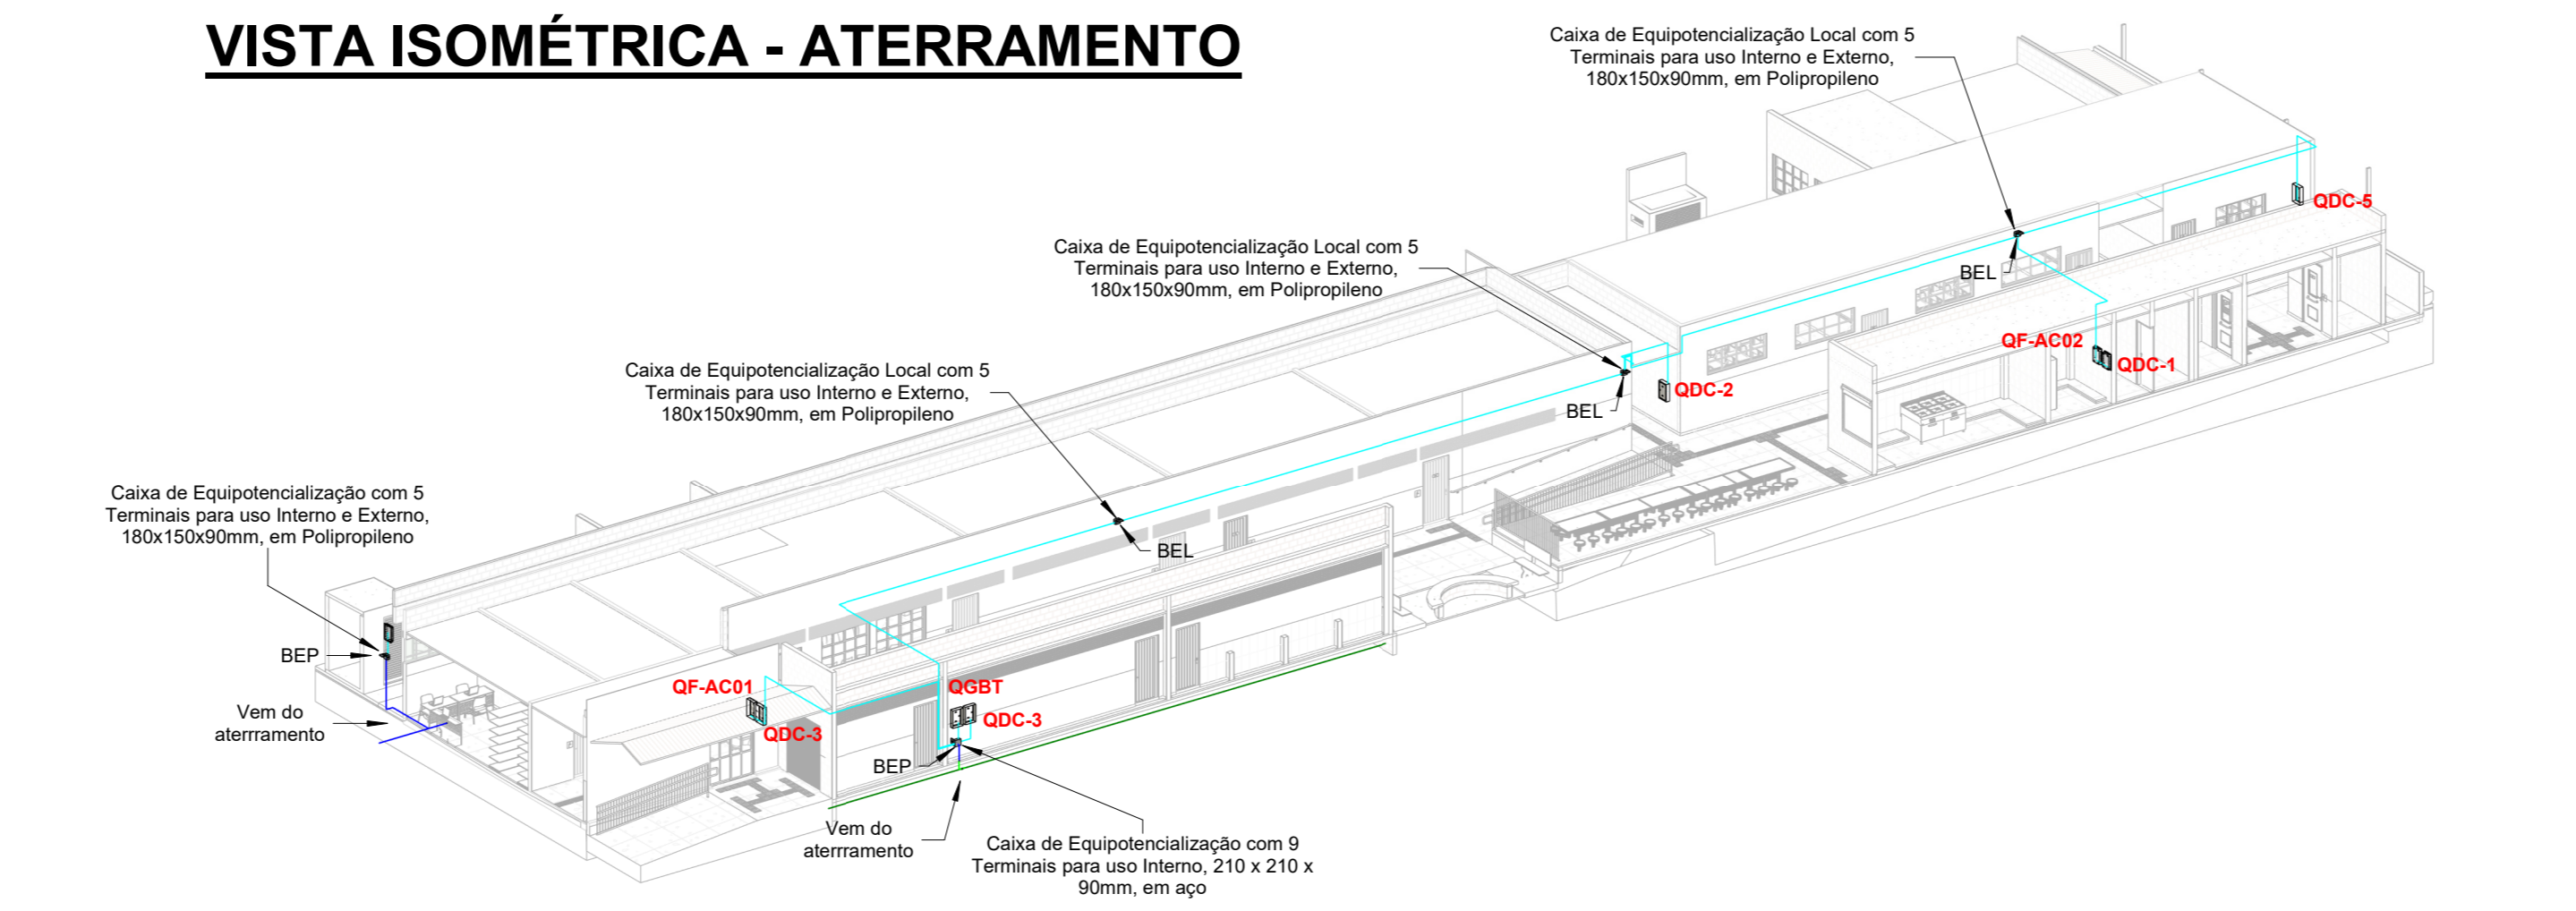 VISTA ISOMÉTRICA - ATERRAMENTO
Caixa de Equipotencialização Local com 5
Terminais para uso Interno e Externo,
180x150x90mm, em Polipropileno
QDC-5
BEL
Caixa de Equipotencialização Local com 5
Terminais para uso Interno e Externo,
180x150x90mm, em Polipropileno
QF-AC02
QDC-1
QDC-2
BEL
Caixa de Equipotencialização Local com 5
Terminais para uso Interno e Externo,
180x150x90mm, em Polipropileno
BEL
Caixa de Equipotencialização com 5
Terminais para uso Interno e Externo,
180x150x90mm, em Polipropileno
BEP
Vem do
aterrramento
QF-AC01
QDC-3
QGBT
QDC-3
BEP
Vem do
aterrramento
Caixa de Equipotencialização com 9
Terminais para uso Interno, 210 x 210 x
90mm, em aço